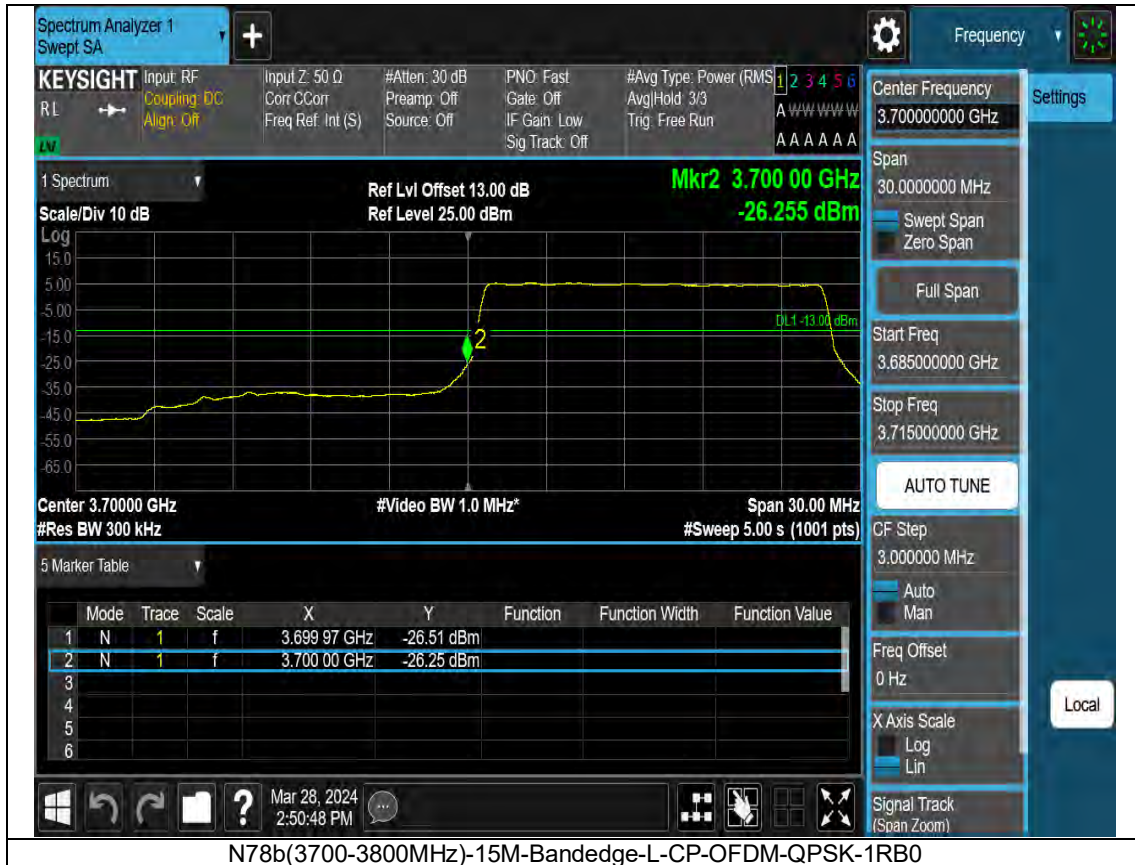 Spectrum Analyzer 1
Swept SA
Frequency
KEYSIGHT
RL
LXI
Input: RF
Coupling: DC
Align: Off
Input Z: 50 Ω
Corr CCorr
Freq Ref: Int (S)
#Atten: 30 dB
Preamp: Off
Source: Off
PNO: Fast
Gate: Off
IF Gain: Low
Sig Track: Off
#Avg Type: Power (RMS
Avg|Hold: 3/3
Trig: Free Run
1 2 3 4 5 6
A W W W W W
A A A A A A
1 Spectrum
Scale/Div 10 dB
Ref Lvl Offset 13.00 dB
Ref Level 25.00 dBm
Mkr2 3.700 00 GHz
-26.255 dBm
Log
15.0
5.00
-5.00
-15.0
-25.0
-35.0
-45.0
-55.0
-65.0
DL1 -13.00 dBm
2
Center 3.70000 GHz
#Video BW 1.0 MHz*
Span 30.00 MHz
#Res BW 300 kHz
#Sweep 5.00 s (1001 pts)
5 Marker Table
Mode Trace Scale X Y Function Function Width Function Value
1 N 1 f 3.699 97 GHz -26.51 dBm
2 N 1 f 3.700 00 GHz -26.25 dBm
3
4
5
6
Mar 28, 2024
2:50:48 PM
?
Center Frequency
3.700000000 GHz
Settings
Span
30.0000000 MHz
Swept Span
Zero Span
Full Span
Start Freq
3.685000000 GHz
Stop Freq
3.715000000 GHz
AUTO TUNE
CF Step
3.000000 MHz
Auto
Man
Freq Offset
0 Hz
X Axis Scale
Log
Lin
Local
Signal Track
(Span Zoom)
N78b(3700-3800MHz)-15M-Bandedge-L-CP-OFDM-QPSK-1RB0